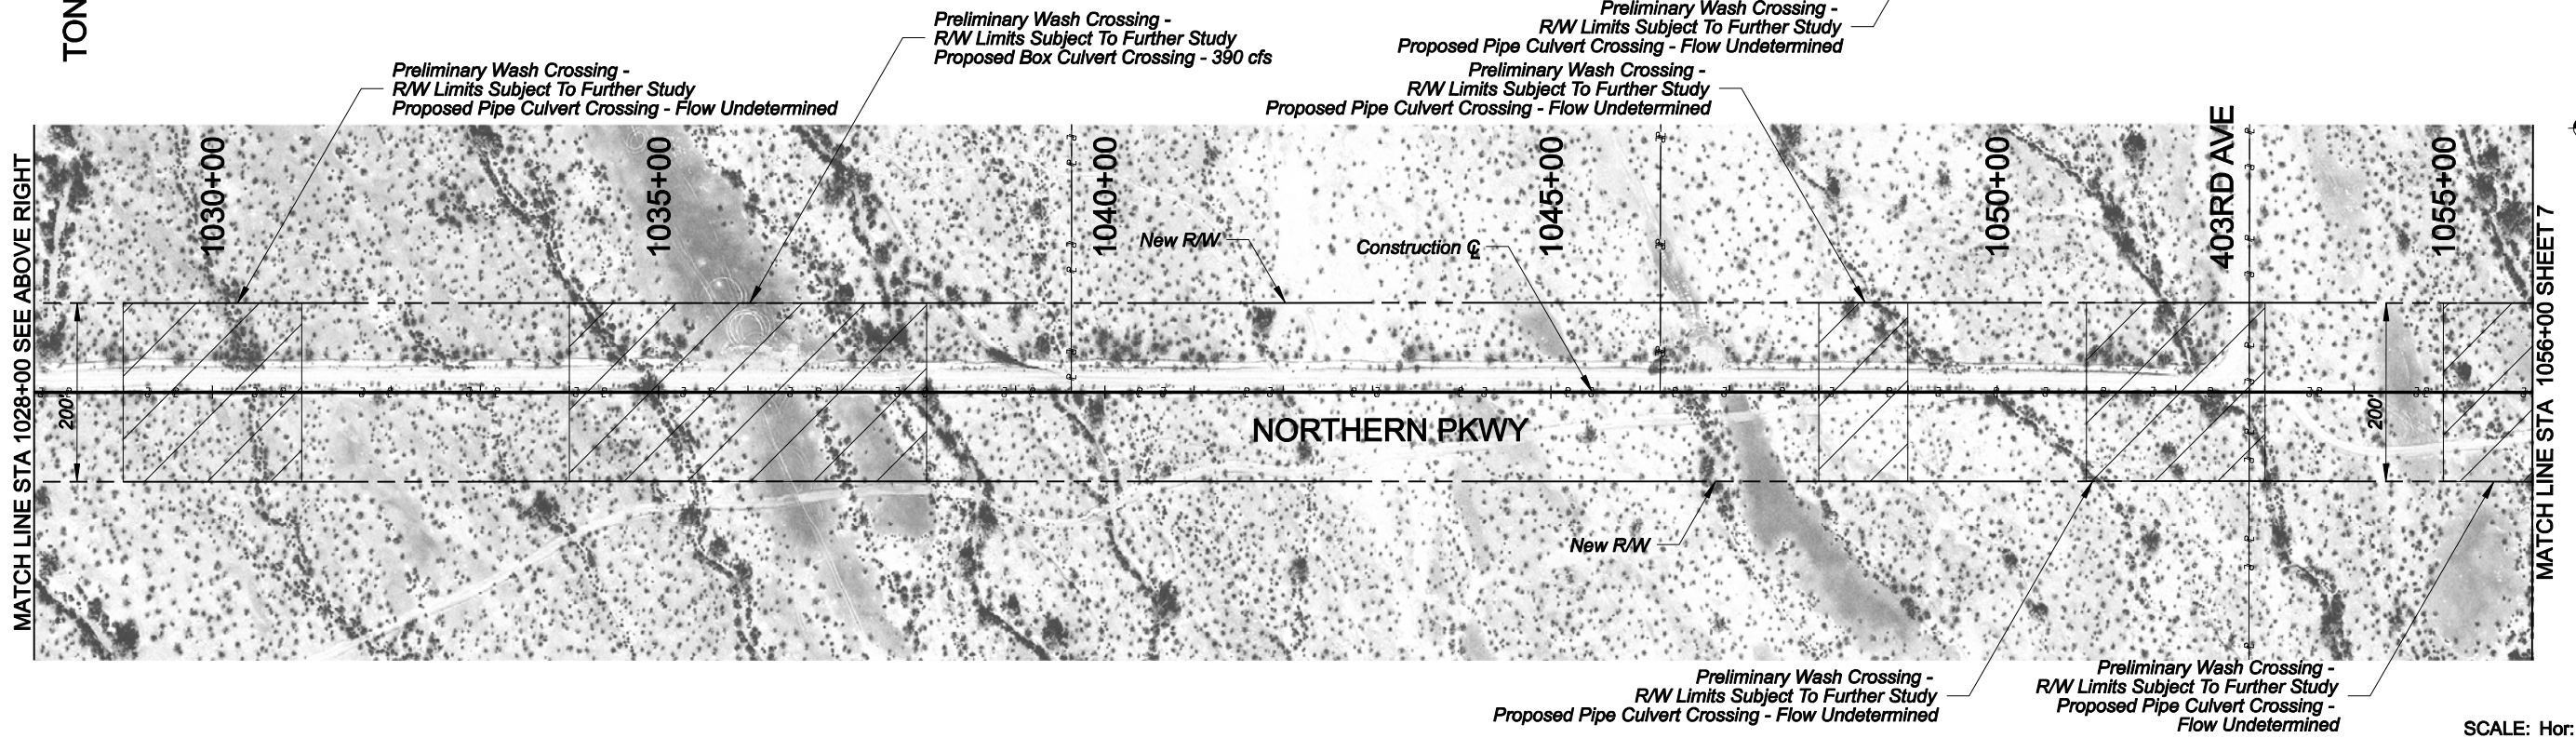 TON
Preliminary Wash Crossing -
R/W Limits Subject To Further Study
Proposed Pipe Culvert Crossing - Flow Undetermined
Preliminary Wash Crossing -
R/W Limits Subject To Further Study
Proposed Box Culvert Crossing - 390 cfs
Preliminary Wash Crossing -
R/W Limits Subject To Further Study
Proposed Pipe Culvert Crossing - Flow Undetermined
Preliminary Wash Crossing -
R/W Limits Subject To Further Study
Proposed Pipe Culvert Crossing - Flow Undetermined
MATCH LINE STA 1028+00 SEE ABOVE RIGHT
1030+00
1035+00
1040+00
1045+00
1050+00
403RD AVE
1055+00
MATCH LINE STA 1056+00 SHEET 7
New R/W
Construction ℄
200'
NORTHERN PKWY
200'
New R/W
Preliminary Wash Crossing -
R/W Limits Subject To Further Study
Proposed Pipe Culvert Crossing - Flow Undetermined
Preliminary Wash Crossing -
R/W Limits Subject To Further Study
Proposed Pipe Culvert Crossing -
Flow Undetermined
SCALE: Hor: